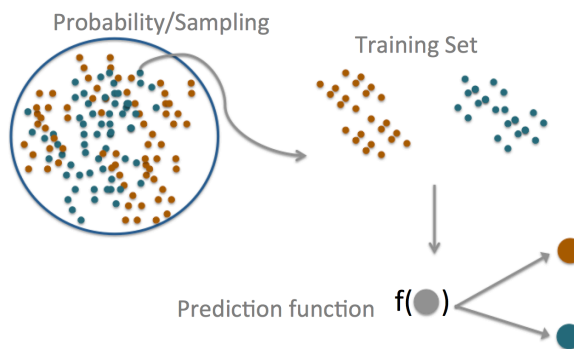 Probability/Sampling
Training Set
Prediction function f( )